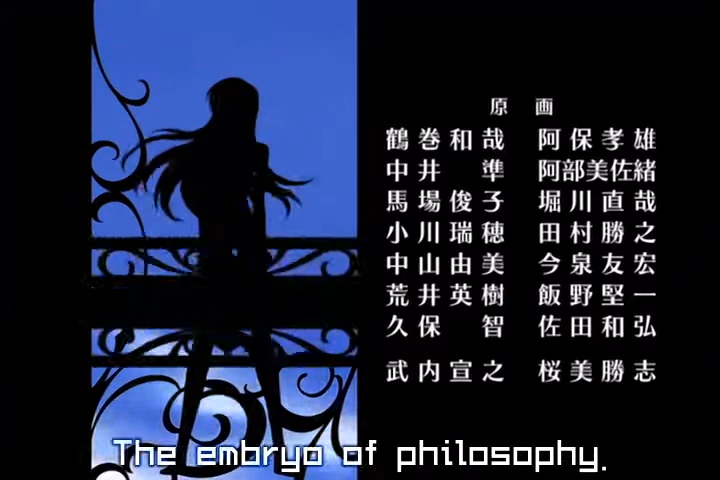 原 画
鶴巻和哉 阿保孝雄
中井 準 阿部美佐緒
馬場俊子 堀川直哉
小川瑞穂 田村勝之
中山由美 今泉友宏
荒井英樹 飯野堅一
久保 智 佐田和弘
武内宣之 桜美勝志
The embryo of philosophy.